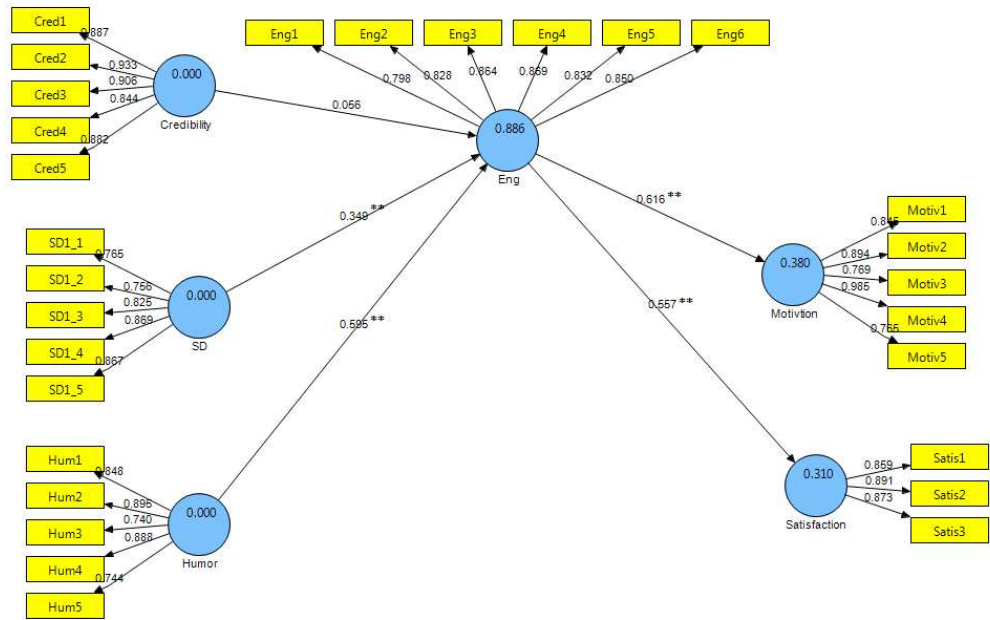 Cred1
0.887
Cred2
0.933
Cred3
0.906
Cred4
0.844
Cred5
0.882
0.000
Credibility
0.056
Eng1
Eng2
Eng3
Eng4
Eng5
Eng6
0.798
0.828
0.864
0.869
0.832
0.850
0.886
Eng
SD1_1
0.765
SD1_2
0.756
SD1_3
0.825
SD1_4
0.869
SD1_5
0.867
0.000
SD
0.349 **
Hum1
0.848
Hum2
0.895
Hum3
0.740
Hum4
0.888
Hum5
0.744
0.000
Humor
0.595 **
0.616 **
0.557 **
0.380
Motivtion
Motiv1
0.845
Motiv2
0.894
Motiv3
0.769
Motiv4
0.985
Motiv5
0.765
0.310
Satisfaction
0.859
Satis1
0.891
Satis2
0.873
Satis3